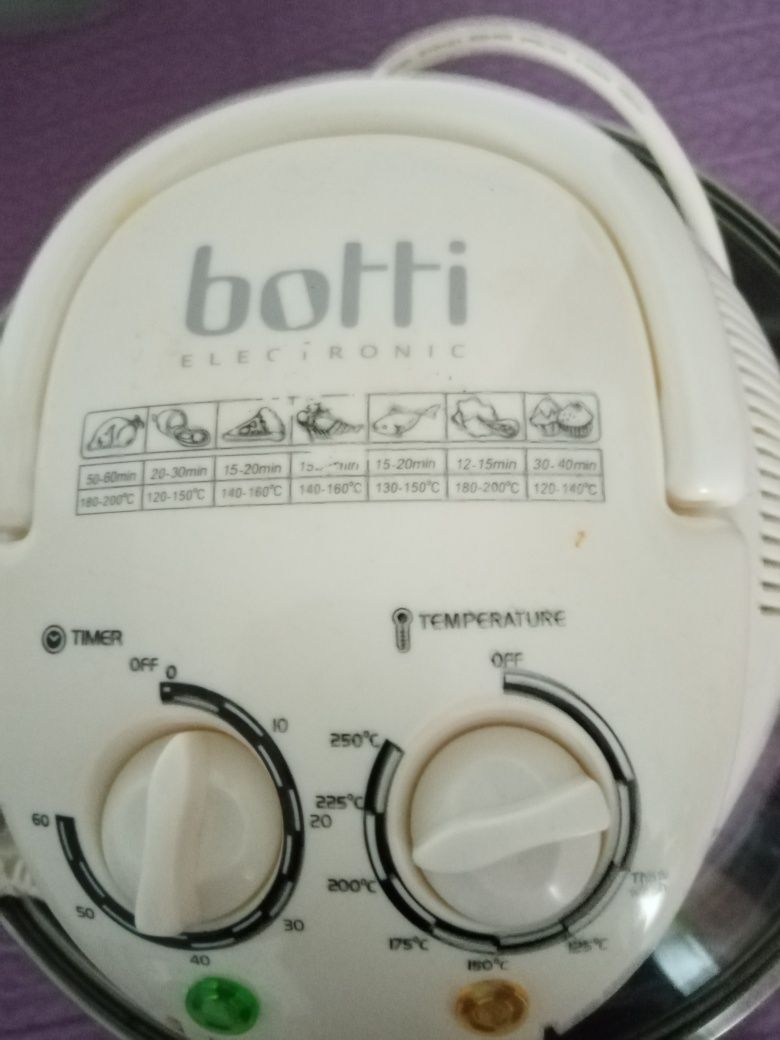 botti
ELECTRONIC
50-60min 20-30min 15-20min 15-20min 12-15min 30-40min
180-200°C 120-150°C 140-160°C 140-160°C 130-150°C 180-200°C 120-140°C
TIMER
TEMPERATURE
OFF 0
10
20
30
40
50
60
OFF
125°C
150°C
175°C
200°C
225°C
250°C